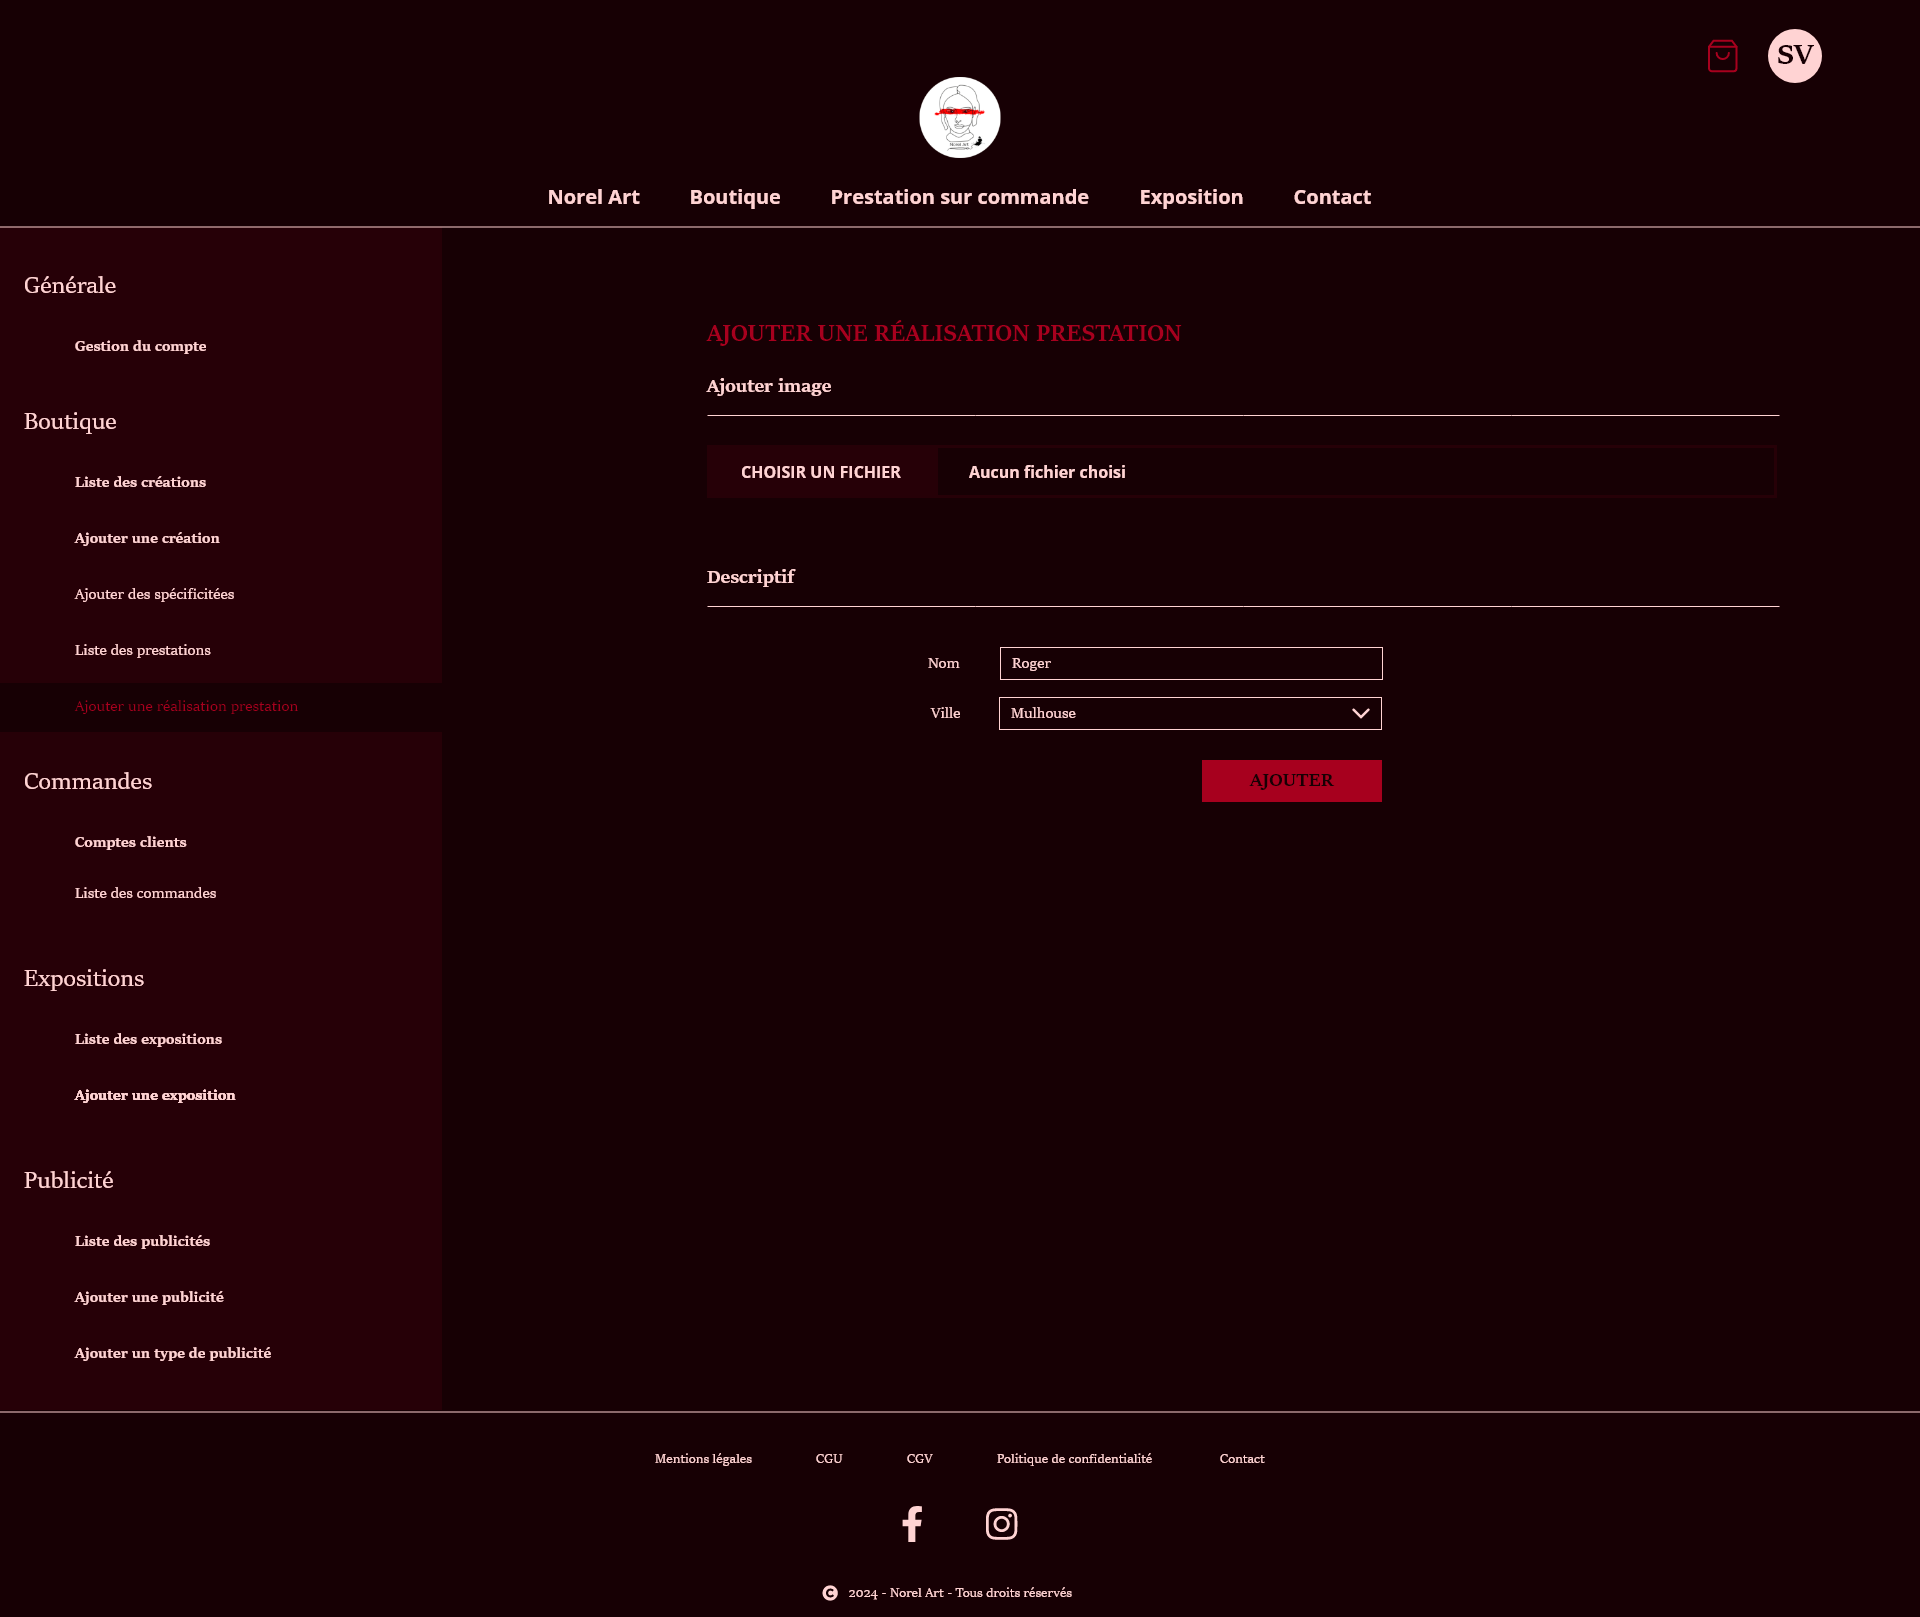 SV
Norel Art
Norel Art
Boutique
Prestation sur commande
Exposition
Contact
Générale
Gestion du compte
Boutique
Liste des créations
Ajouter une création
Ajouter des spécificitées
Liste des prestations
Ajouter une réalisation prestation
Commandes
Comptes clients
Liste des commandes
Expositions
Liste des expositions
Ajouter une exposition
Publicité
Liste des publicités
Ajouter une publicité
Ajouter un type de publicité
AJOUTER UNE RÉALISATION PRESTATION
Ajouter image
CHOISIR UN FICHIER
Aucun fichier choisi
Descriptif
Nom
Roger
Ville
Mulhouse
AJOUTER
Mentions légales
CGU
CGV
Politique de confidentialité
Contact
© 2024 - Norel Art - Tous droits réservés